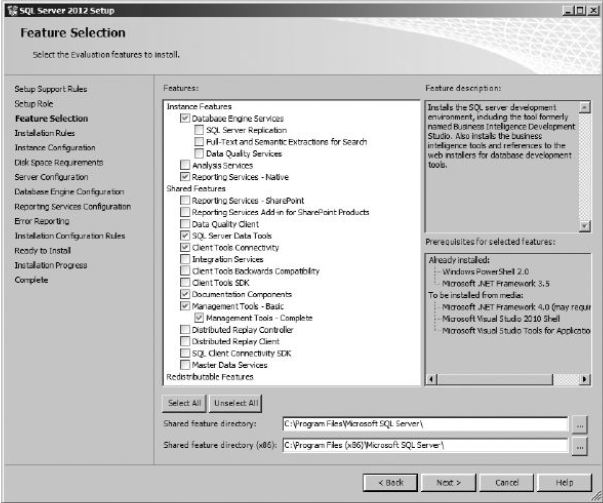 SQL Server 2012 Setup
Feature Selection
Select the Evaluation features to install.
Setup Support Rules
Setup Role
Feature Selection
Installation Rules
Instance Configuration
Disk Space Requirements
Server Configuration
Database Engine Configuration
Reporting Services Configuration
Error Reporting
Installation Configuration Rules
Ready to Install
Installation Progress
Complete
Features:
Instance Features
Database Engine Services
SQL Server Replication
Full-Text and Semantic Extractions for Search
Data Quality Services
Analysis Services
Reporting Services - Native
Shared Features
Reporting Services - SharePoint
Reporting Services Add-in for SharePoint Products
Data Quality Client
SQL Server Data Tools
Client Tools Connectivity
Integration Services
Client Tools Backwards Compatibility
Client Tools SDK
Documentation Components
Management Tools - Basic
Management Tools - Complete
Distributed Replay Controller
Distributed Replay Client
SQL Client Connectivity SDK
Master Data Services
Redistributable Features
Feature description:
Installs the SQL server development
environment, including the tool formerly
named Business Intelligence Development
Studio. Also installs the business
intelligence tools and references to the
web installers for database development
tools.
Prerequisites for selected features:
Already installed:
Windows PowerShell 2.0
Microsoft .NET Framework 3.5
To be installed from media:
Microsoft .NET Framework 4.0 (may requir
Microsoft Visual Studio 2010 Shell
Microsoft Visual Studio Tools for Applicatio
Select All
Unselect All
Shared feature directory:
C:\Program Files\Microsoft SQL Server\
...
Shared feature directory (x86):
C:\Program Files (x86)\Microsoft SQL Server\
...
< Back
Next >
Cancel
Help